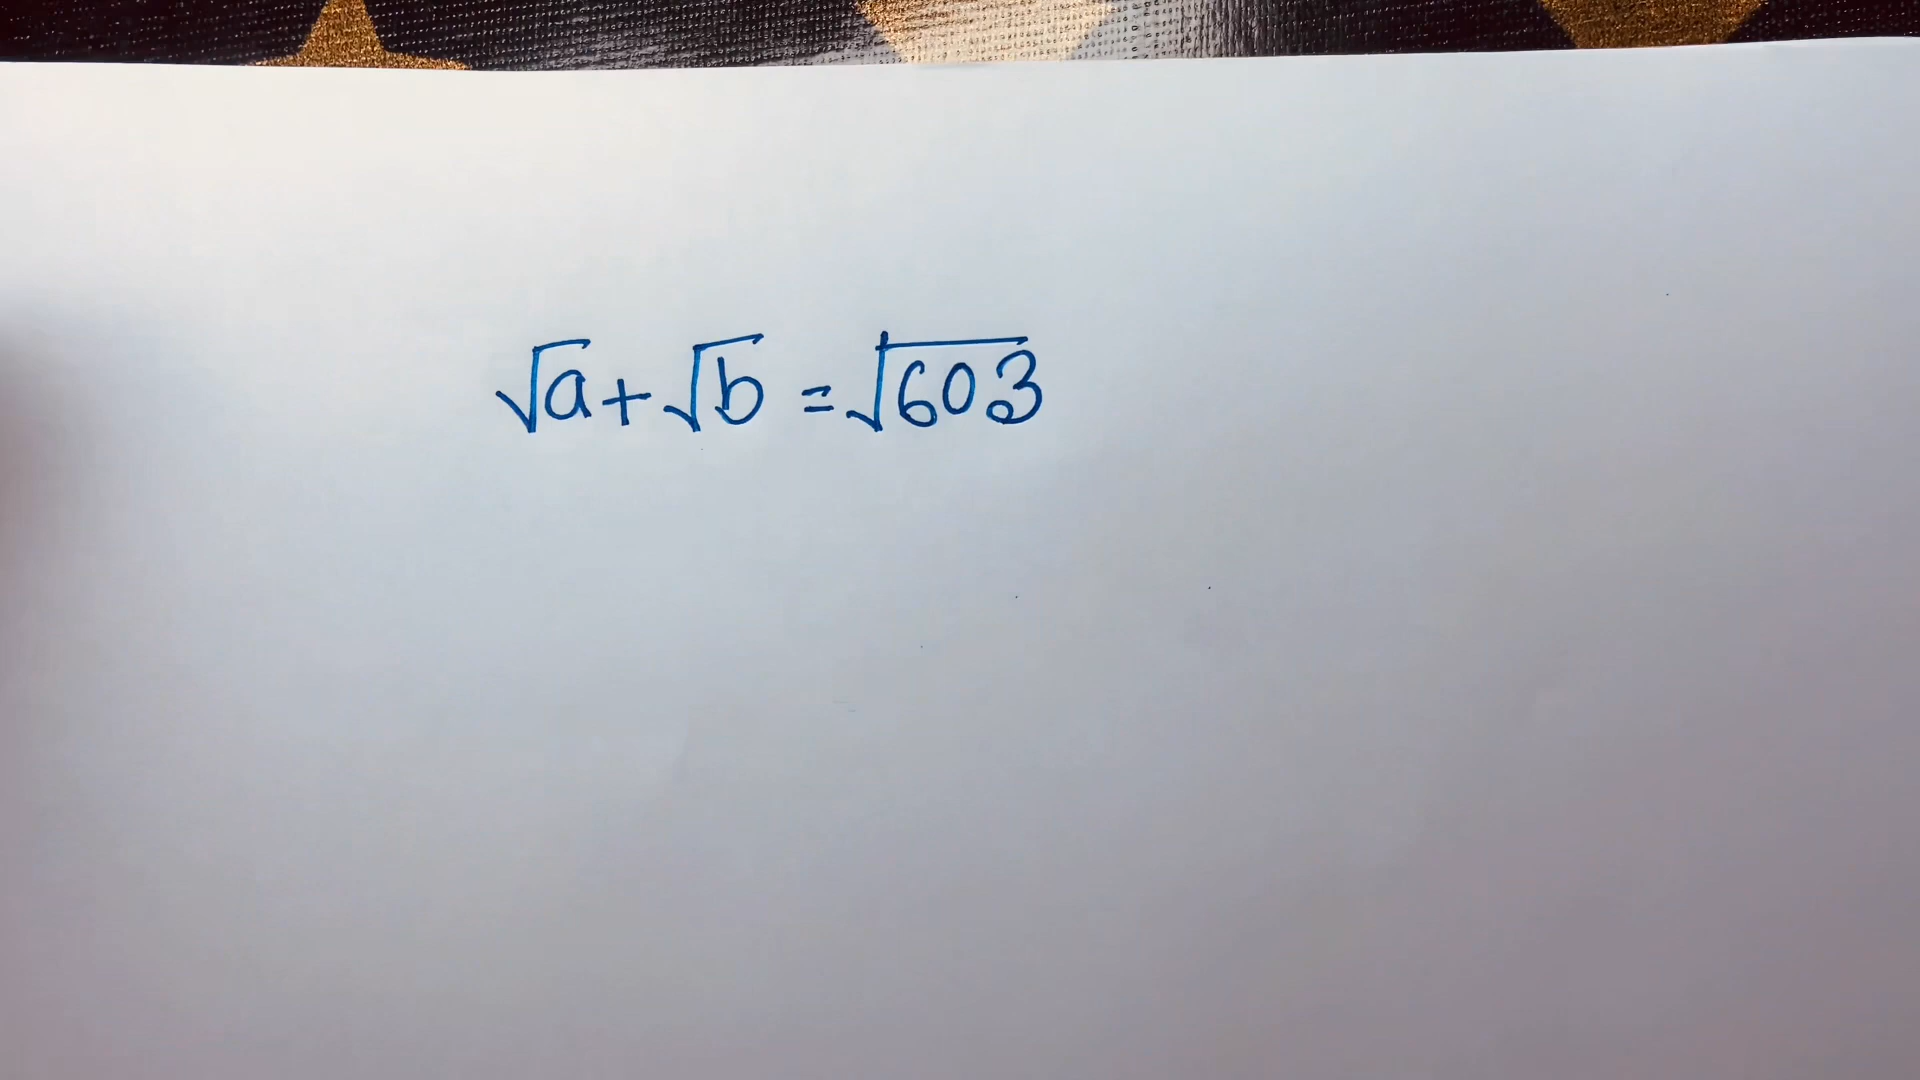 √a + √b = √603